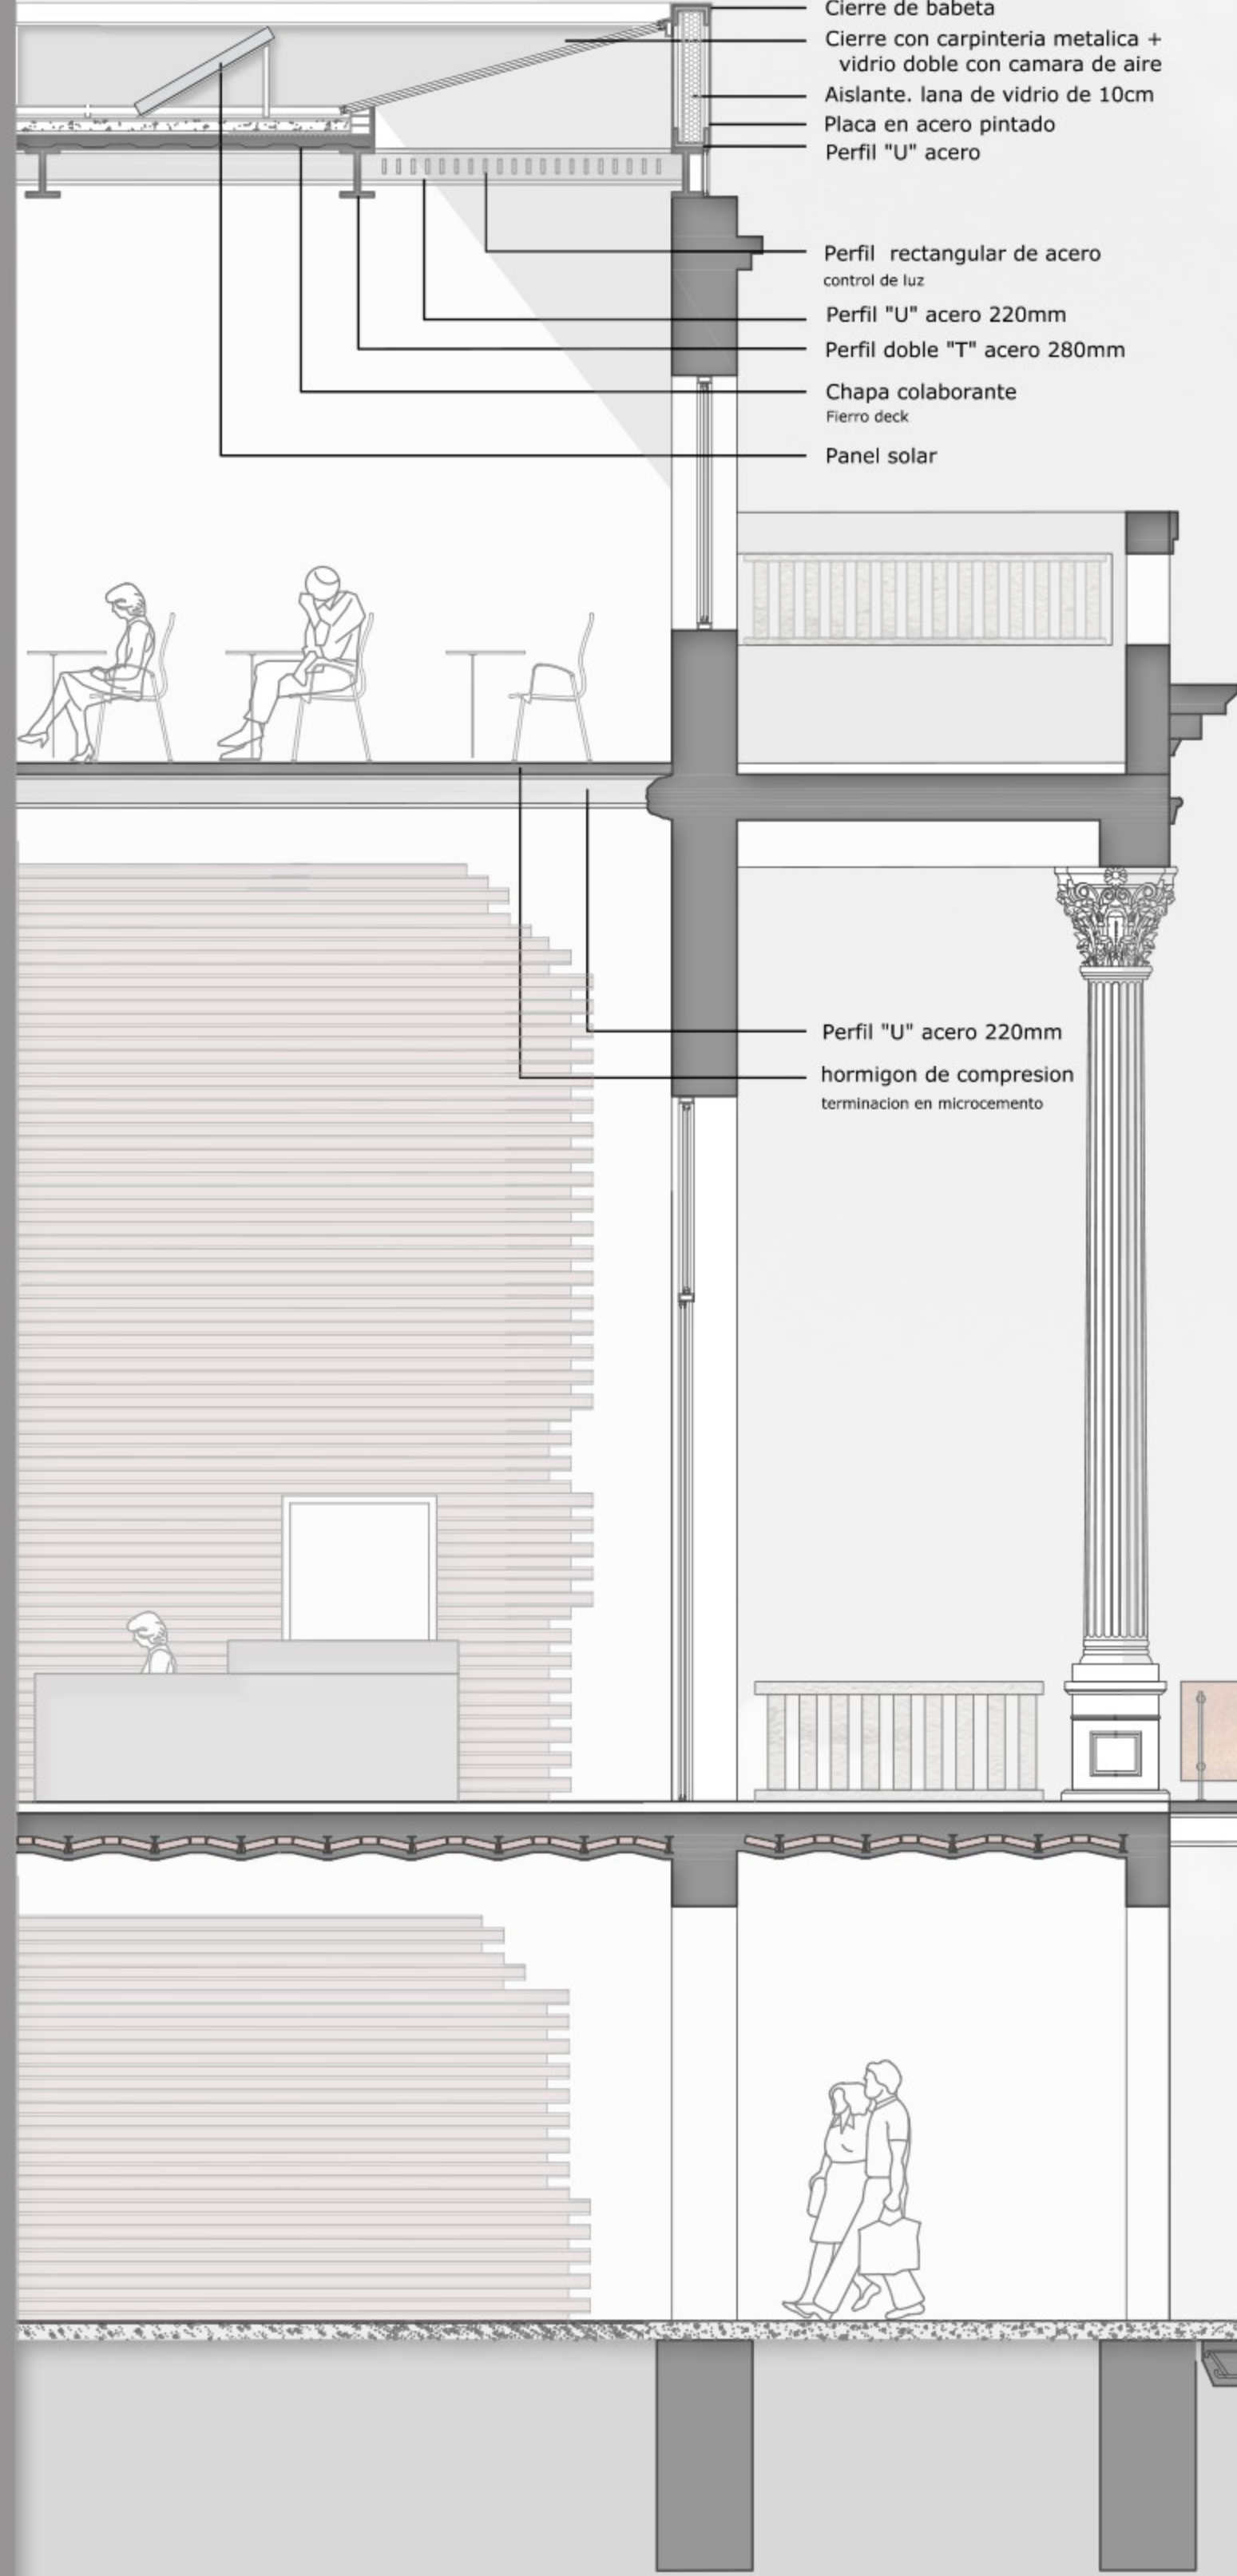 Cierre de babeta
Cierre con carpinteria metalica +
vidrio doble con camara de aire
Aislante. lana de vidrio de 10cm
Placa en acero pintado
Perfil "U" acero
Perfil rectangular de acero
control de luz
Perfil "U" acero 220mm
Perfil doble "T" acero 280mm
Chapa colaborante
Fierro deck
Panel solar
Perfil "U" acero 220mm
hormigon de compresion
terminacion en microcemento